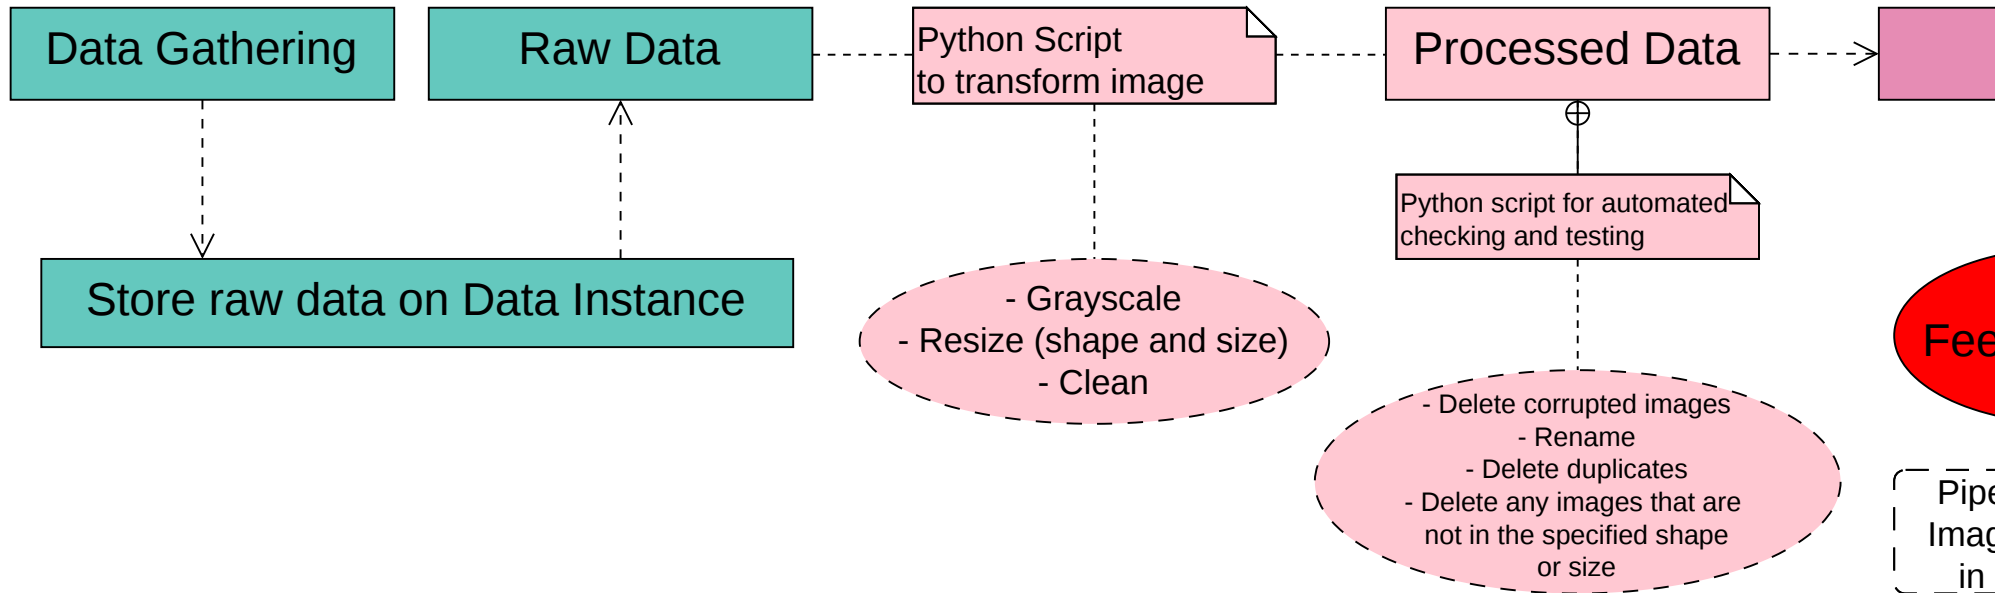 Data Gathering
Raw Data
Python Script
to transform image
Processed Data
Python script for automated
checking and testing
Store raw data on Data Instance
- Grayscale
- Resize (shape and size)
- Clean
- Delete corrupted images
- Rename
- Delete duplicates
- Delete any images that are
not in the specified shape
or size
in